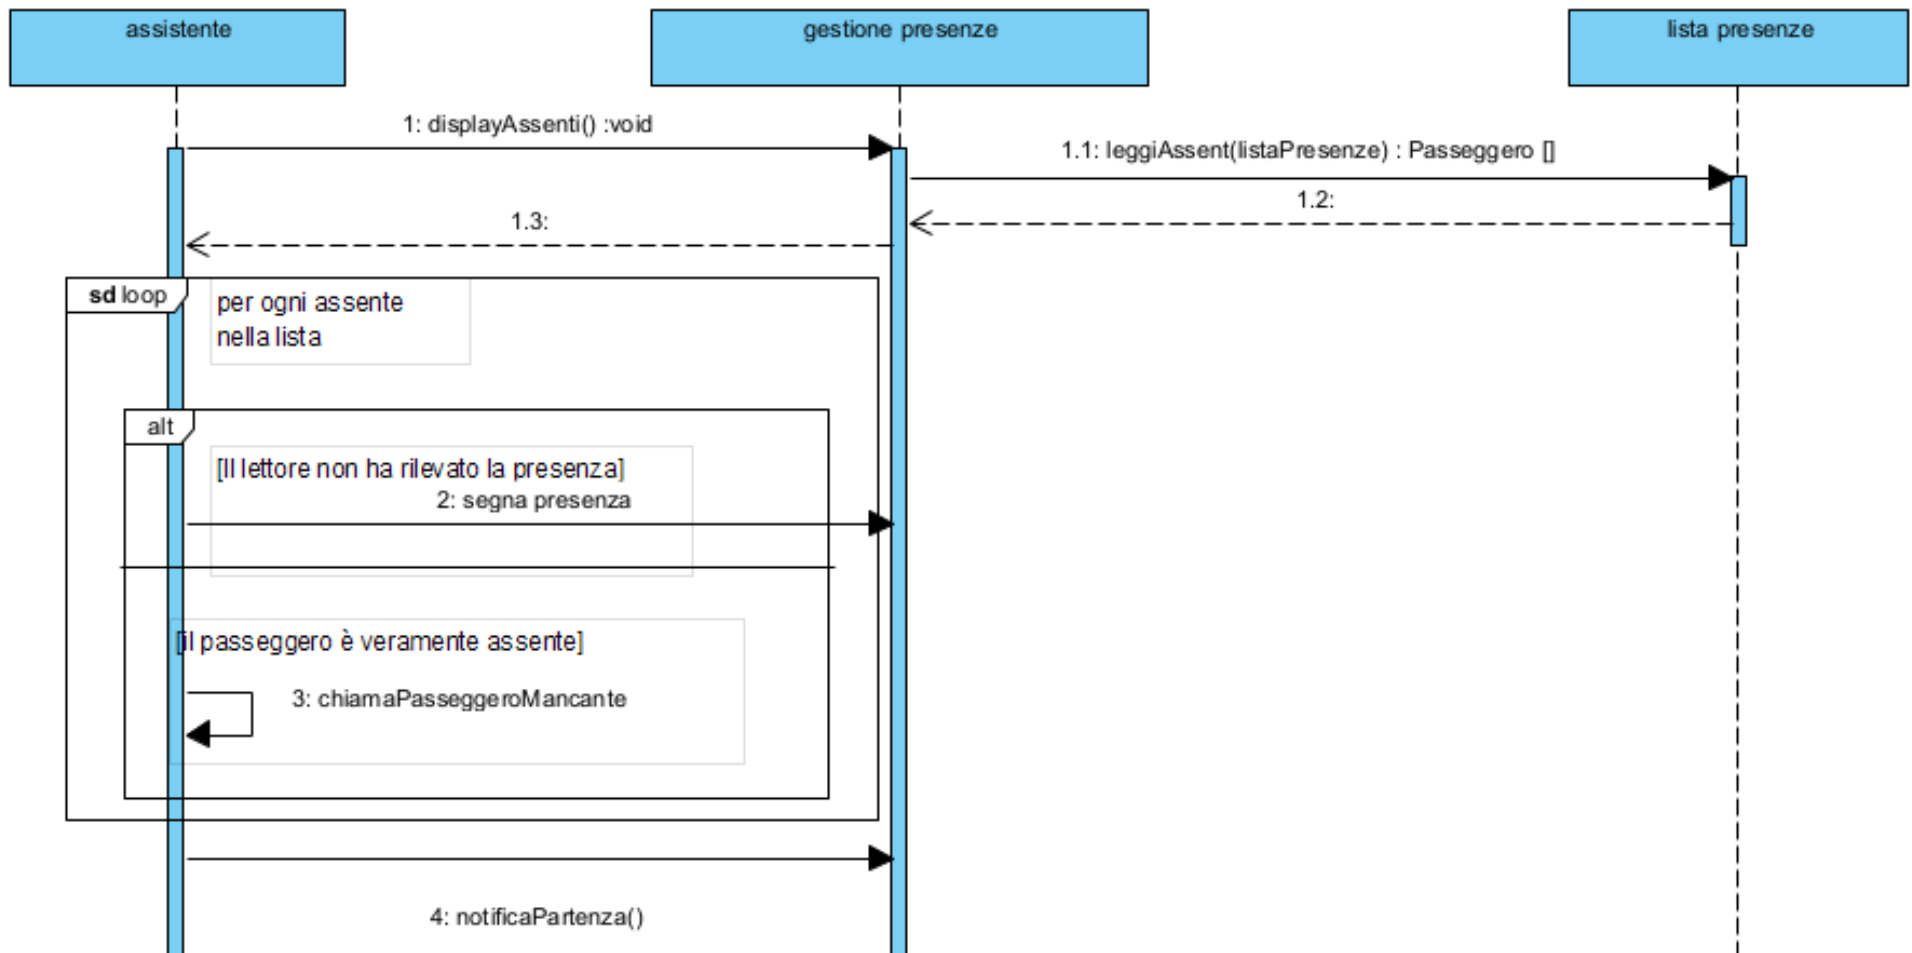 assistente
gestione presenze
lista presenze
1: displayAssenti() :void
1.1: leggiAssent(listaPresenze) : Passeggero []
1.2:
1.3:
sd loop
per ogni assente
nella lista
alt
[Il lettore non ha rilevato la presenza]
2: segna presenza
[il passeggero è veramente assente]
3: chiamaPasseggeroMancante
4: notificaPartenza()